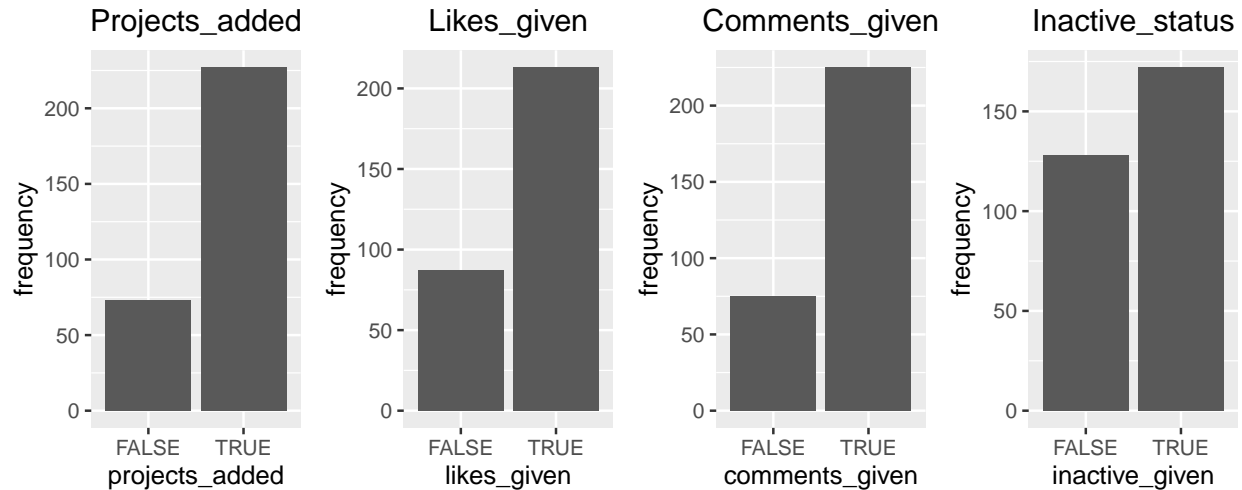 Projects_added
frequency
200
150
100
50
0
FALSE TRUE
projects_added
Likes_given
frequency
200
150
100
50
0
FALSE TRUE
likes_given
Comments_given
frequency
200
150
100
50
0
FALSE TRUE
comments_given
Inactive_status
frequency
150
100
50
0
FALSE TRUE
inactive_given